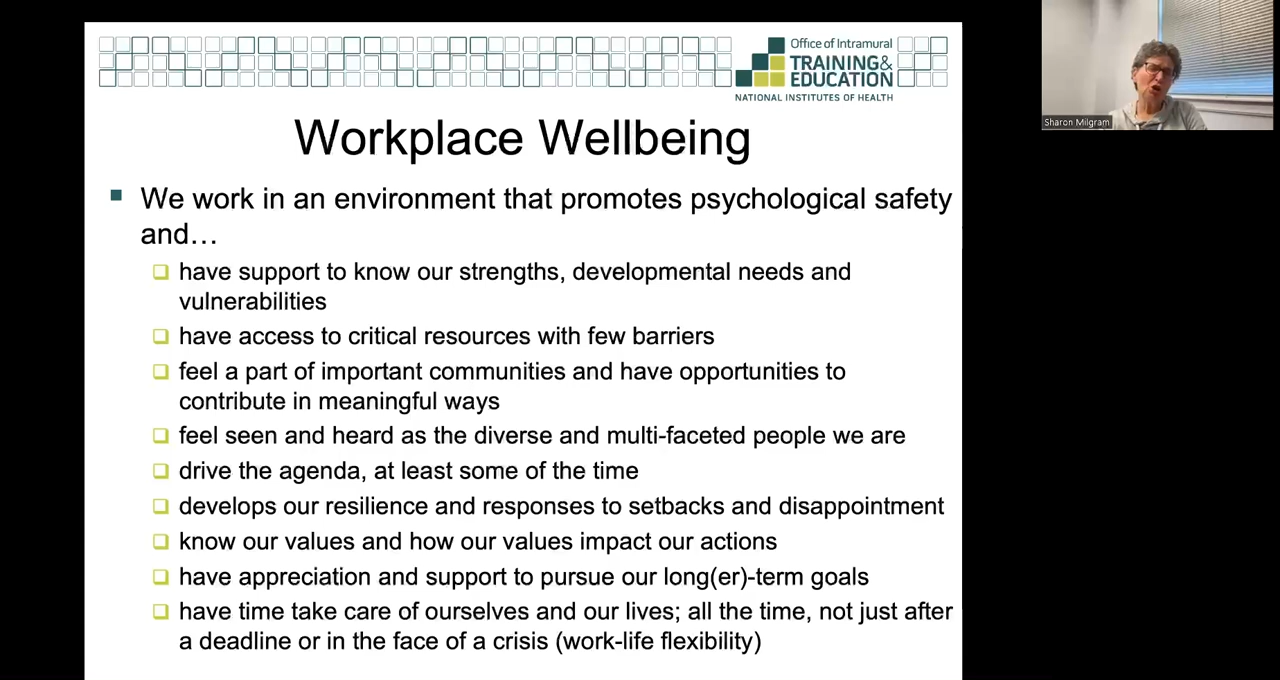 Office of Intramural
TRAINING&
EDUCATION
NATIONAL INSTITUTES OF HEALTH
Sharon Milgram
Workplace Wellbeing
We work in an environment that promotes psychological safety
and…
have support to know our strengths, developmental needs and
vulnerabilities
have access to critical resources with few barriers
feel a part of important communities and have opportunities to
contribute in meaningful ways
feel seen and heard as the diverse and multi-faceted people we are
drive the agenda, at least some of the time
develops our resilience and responses to setbacks and disappointment
know our values and how our values impact our actions
have appreciation and support to pursue our long(er)-term goals
have time take care of ourselves and our lives; all the time, not just after
a deadline or in the face of a crisis (work-life flexibility)